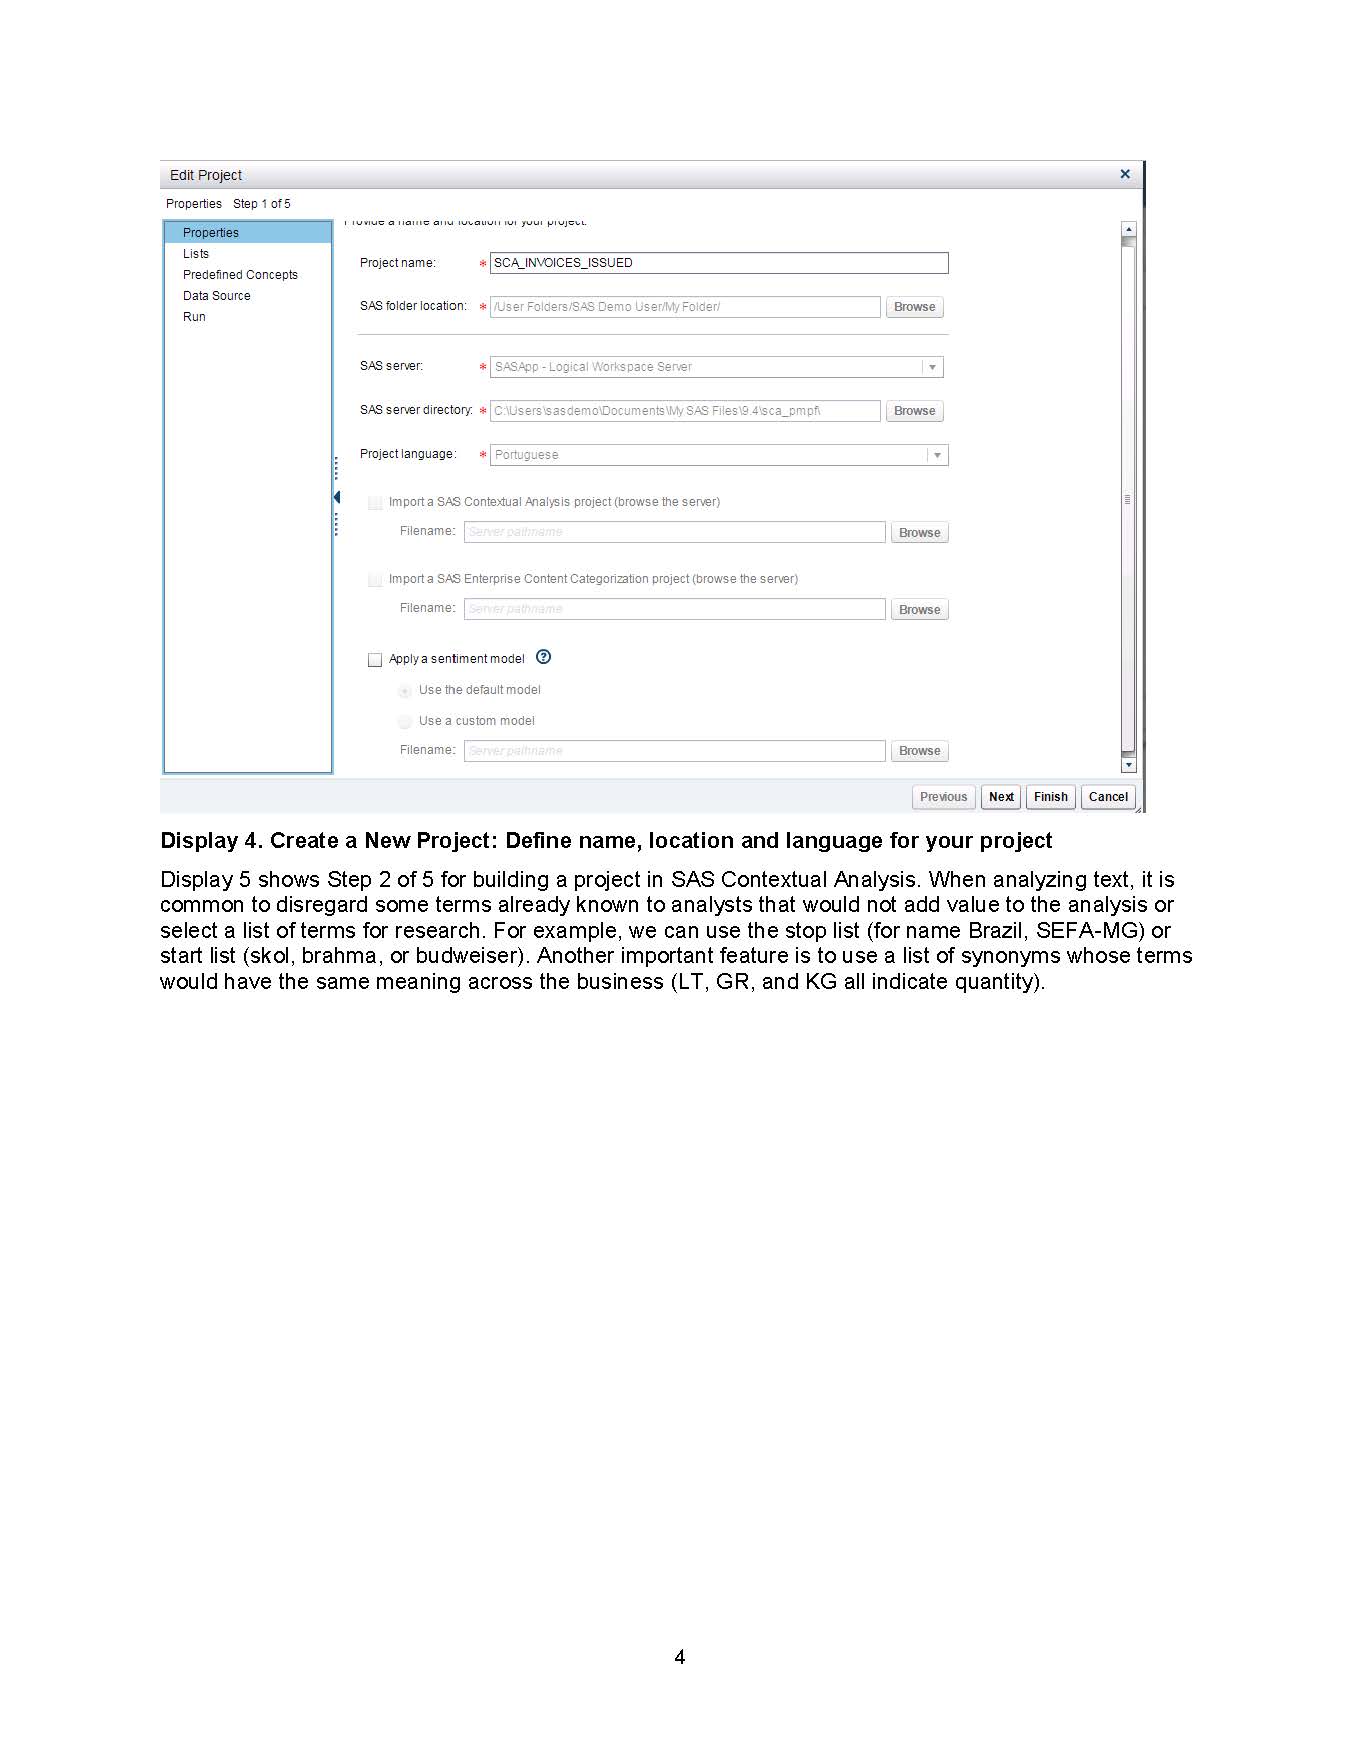 Edit Project
Properties Step 1 of 5
Properties
Lists
Predefined Concepts
Data Source
Run
Provide a name and location for your project.
Project name: * SCA_INVOICES_ISSUED
SAS folder location: * /User Folders/SAS Demo User/My Folder/ Browse
SAS server: * SASApp - Logical Workspace Server
SAS server directory: * C:\Users\sasdemo\Documents\My SAS Files\9.4\sca_pmpf\ Browse
Project language: * Portuguese
Import a SAS Contextual Analysis project (browse the server)
Filename: Server pathname Browse
Import a SAS Enterprise Content Categorization project (browse the server)
Filename: Server pathname Browse
Apply a sentiment model ?
Use the default model
Use a custom model
Filename: Server pathname Browse
Previous Next Finish Cancel
Display 4. Create a New Project: Define name, location and language for your project
Display 5 shows Step 2 of 5 for building a project in SAS Contextual Analysis. When analyzing text, it is
common to disregard some terms already known to analysts that would not add value to the analysis or
select a list of terms for research. For example, we can use the stop list (for name Brazil, SEFA-MG) or
start list (skol, brahma, or budweiser). Another important feature is to use a list of synonyms whose terms
would have the same meaning across the business (LT, GR, and KG all indicate quantity).
4